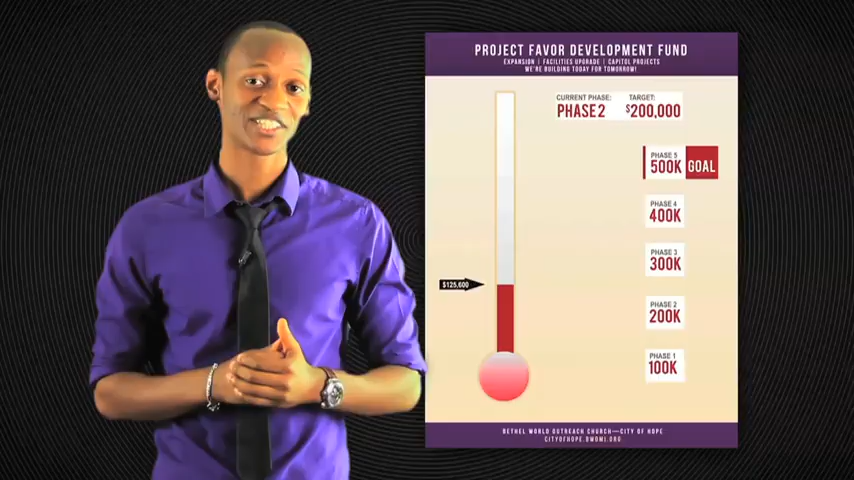 PROJECT FAVOR DEVELOPMENT FUND
EXPANSION | FACILITIES UPGRADE | CAPITOL PROJECTS
WE'RE BUILDING TODAY FOR TOMORROW!
CURRENT PHASE: TARGET:
PHASE 2 $200,000
PHASE 5
500K GOAL
PHASE 4
400K
PHASE 3
300K
$125,600
PHASE 2
200K
PHASE 1
100K
BETHEL WORLD OUTREACH CHURCH—CITY OF HOPE
CITYOFHOPE.BWOMI.ORG